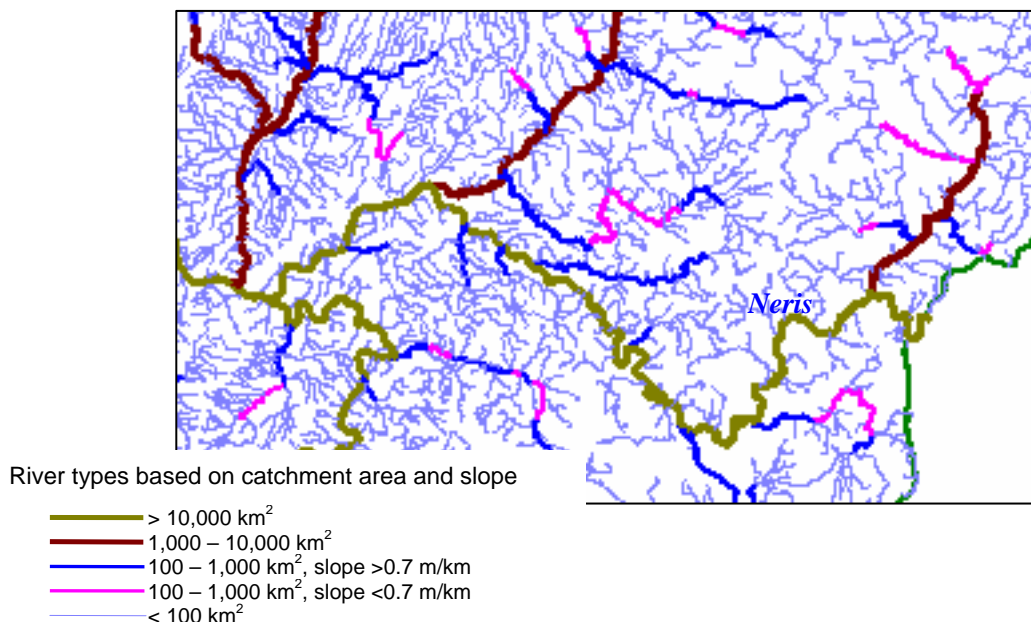 Neris
River types based on catchment area and slope
> 10,000 km²
1,000 – 10,000 km²
100 – 1,000 km², slope >0.7 m/km
100 – 1,000 km², slope <0.7 m/km
< 100 km²